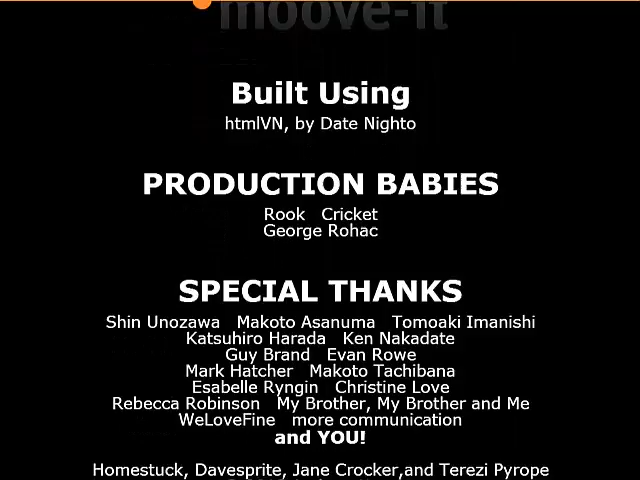 moove-it
Built Using
htmlVN, by Date Nighto
PRODUCTION BABIES
Rook Cricket
George Rohac
SPECIAL THANKS
Shin Unozawa Makoto Asanuma Tomoaki Imanishi
Katsuhiro Harada Ken Nakadate
Guy Brand Evan Rowe
Mark Hatcher Makoto Tachibana
Esabelle Ryngin Christine Love
Rebecca Robinson My Brother, My Brother and Me
WeLoveFine more communication
and YOU!
Homestuck, Davesprite, Jane Crocker,and Terezi Pyrope